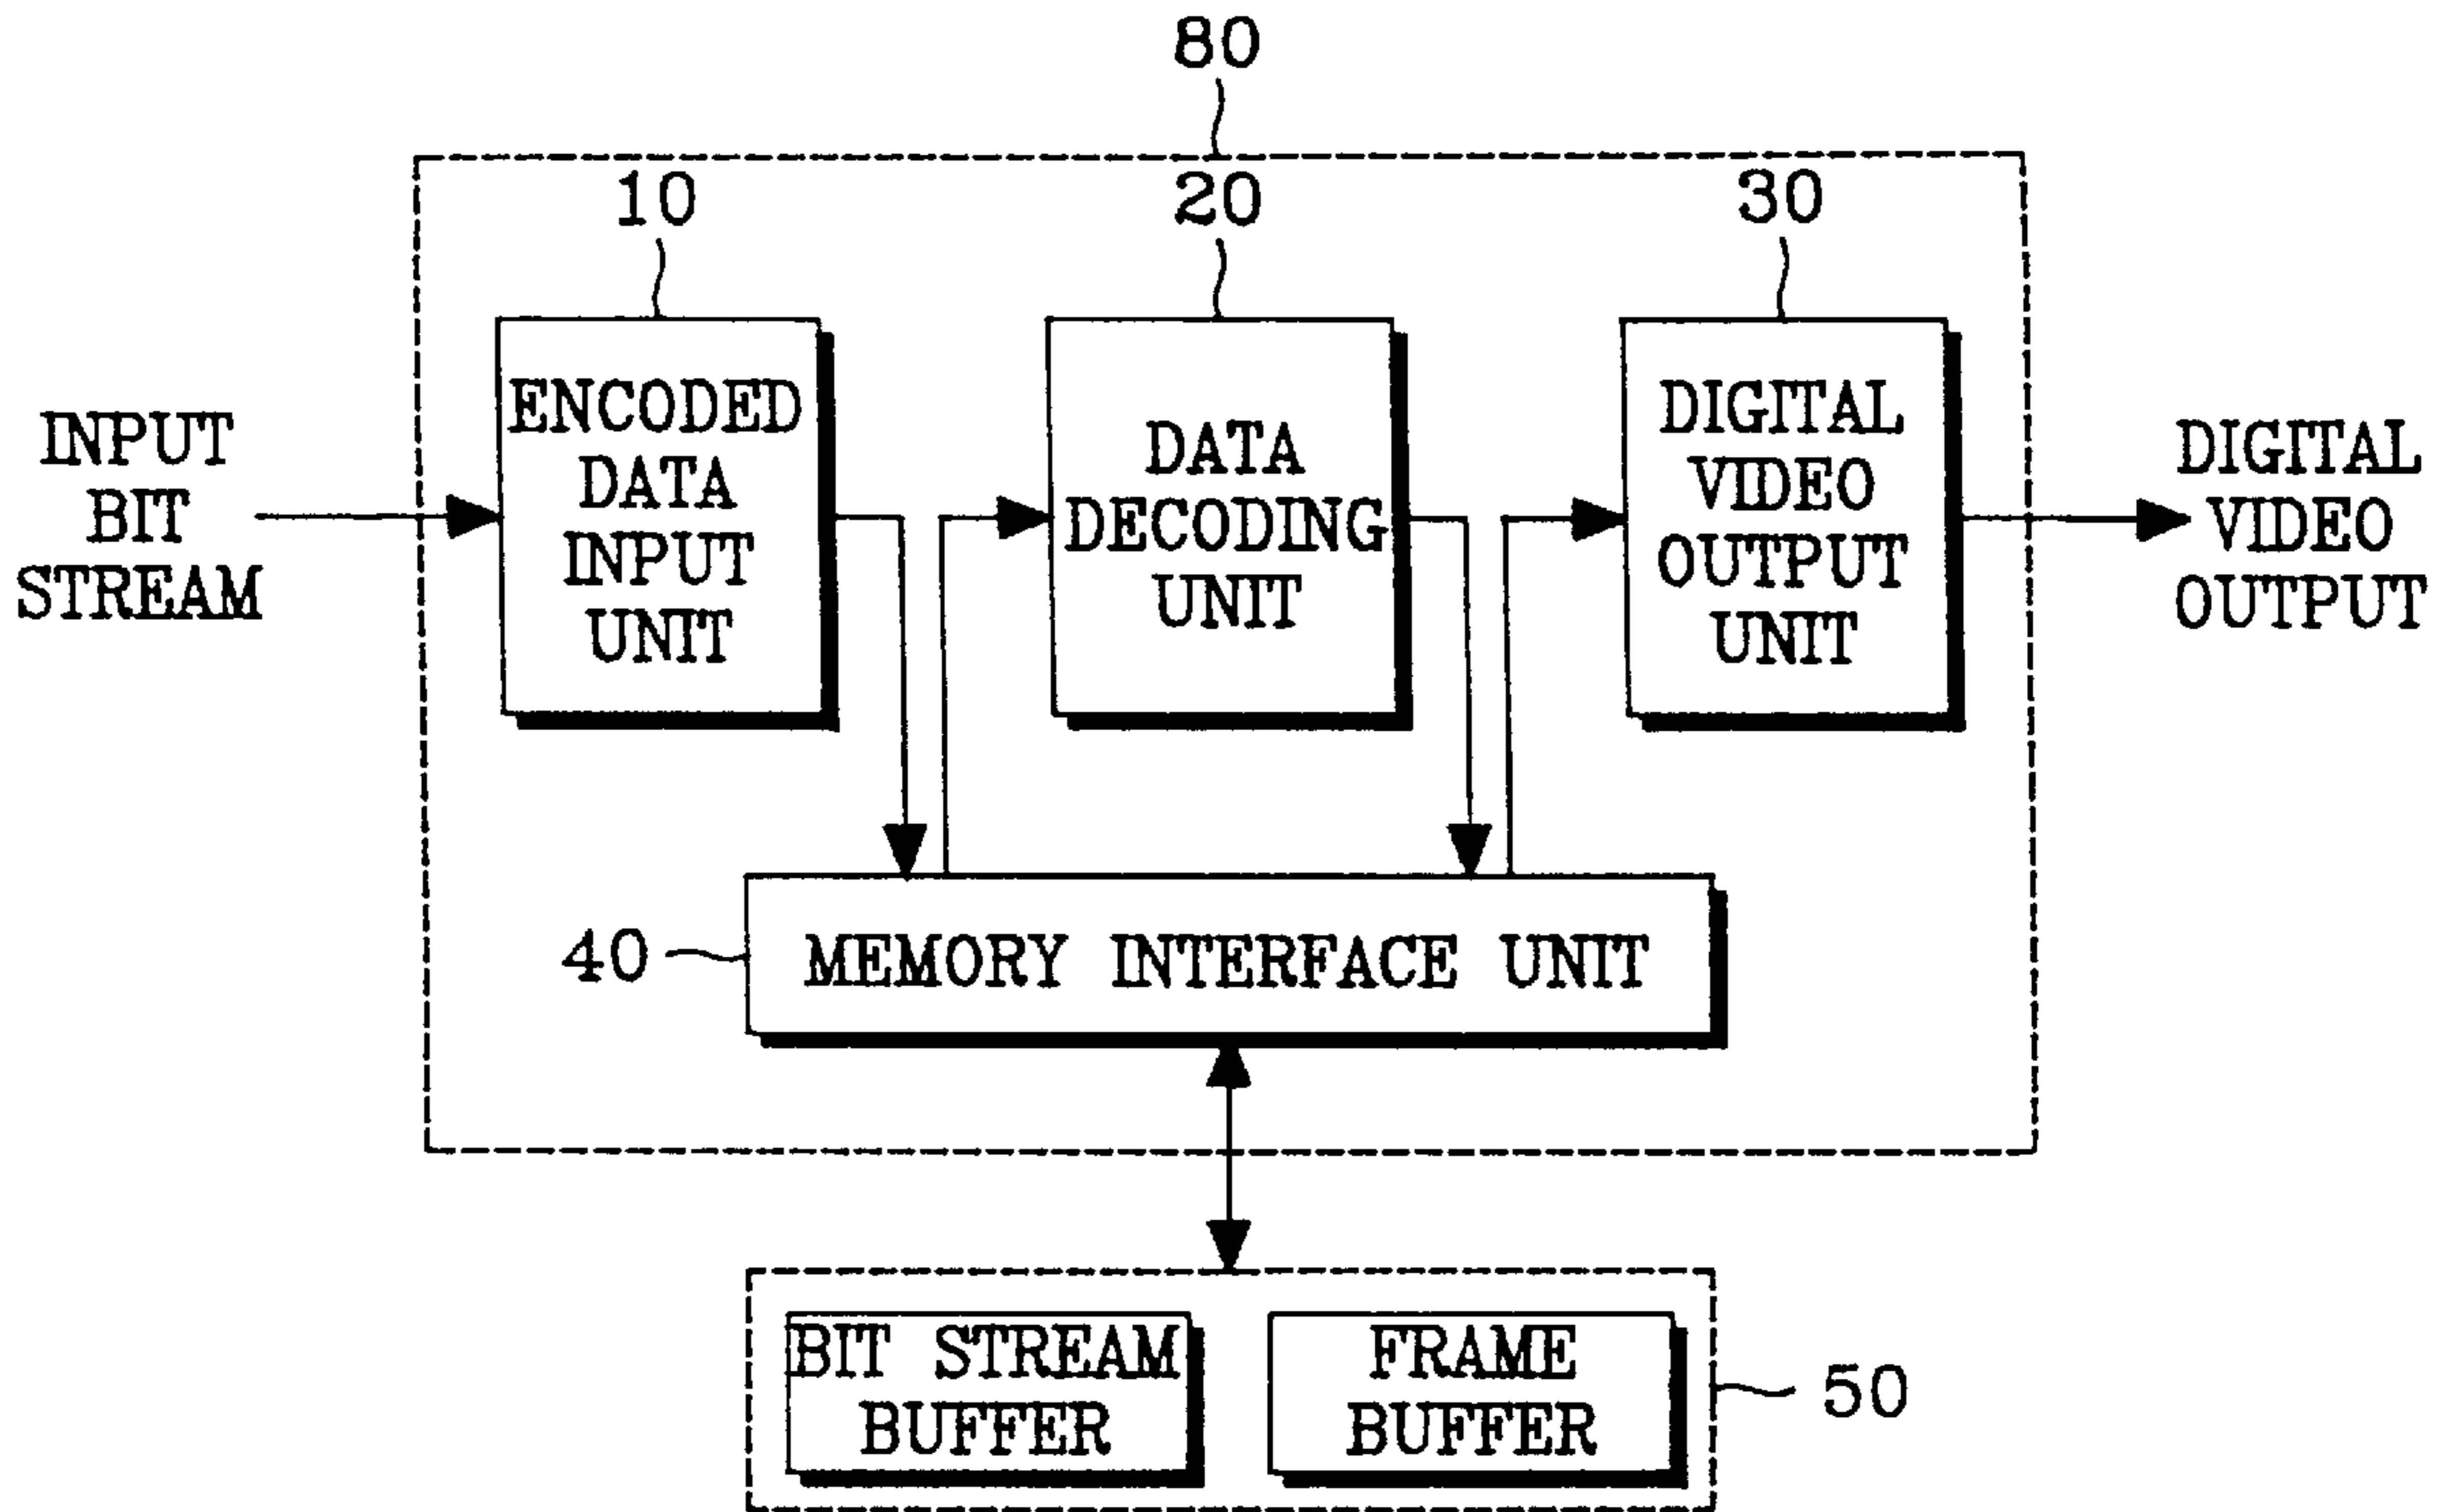 80
10
20
30
INPUT
BIT
STREAM
ENCODED
DATA
INPUT
UNIT
DATA
DECODING
UNIT
DIGITAL
VIDEO
OUTPUT
UNIT
DIGITAL
VIDEO
OUTPUT
40
MEMORY INTERFACE UNIT
BIT STREAM
BUFFER
FRAME
BUFFER
50